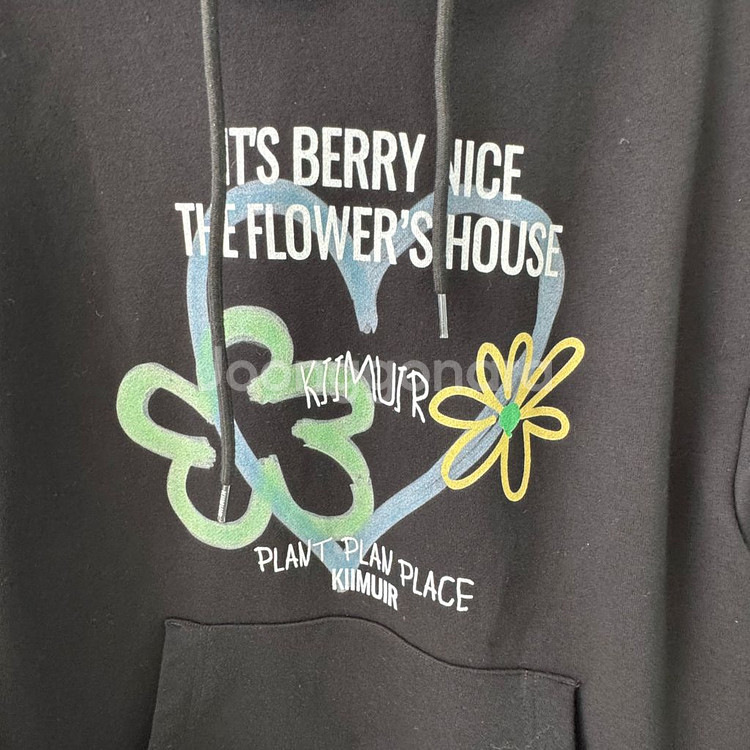 IT'S BERRY NICE
THE FLOWER'S HOUSE
KIIMUIR
PLANT PLAN PLACE
KIIMUIR